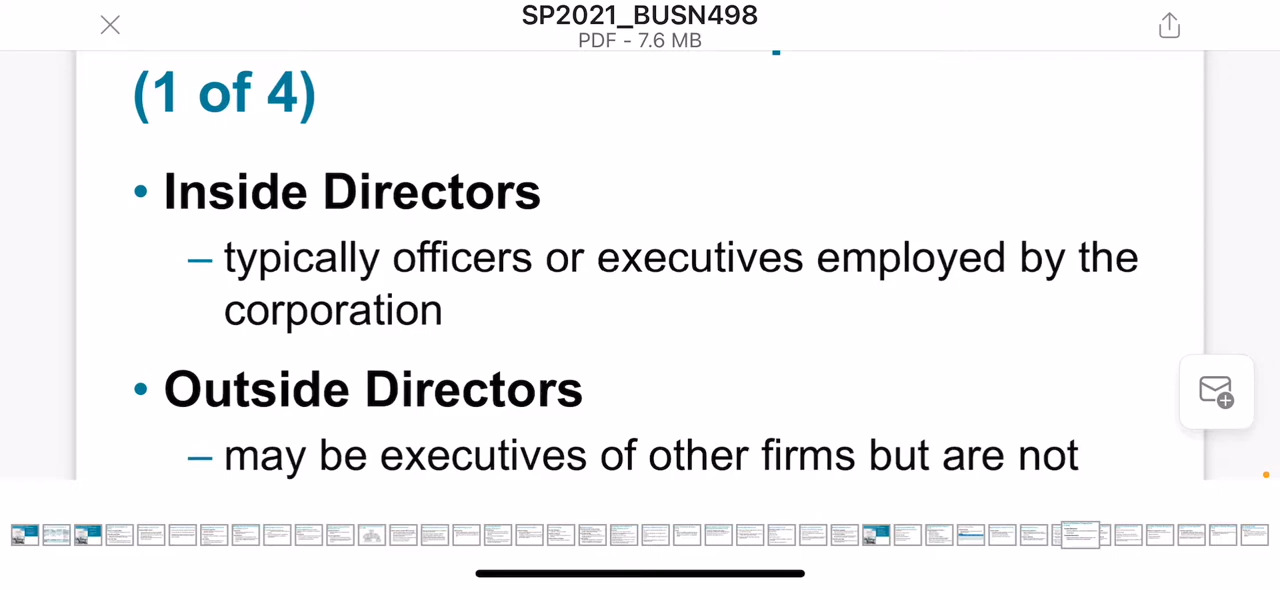 SP2021_BUSN498
PDF - 7.6 MB
(1 of 4)
• Inside Directors
– typically officers or executives employed by the
corporation
• Outside Directors
– may be executives of other firms but are not